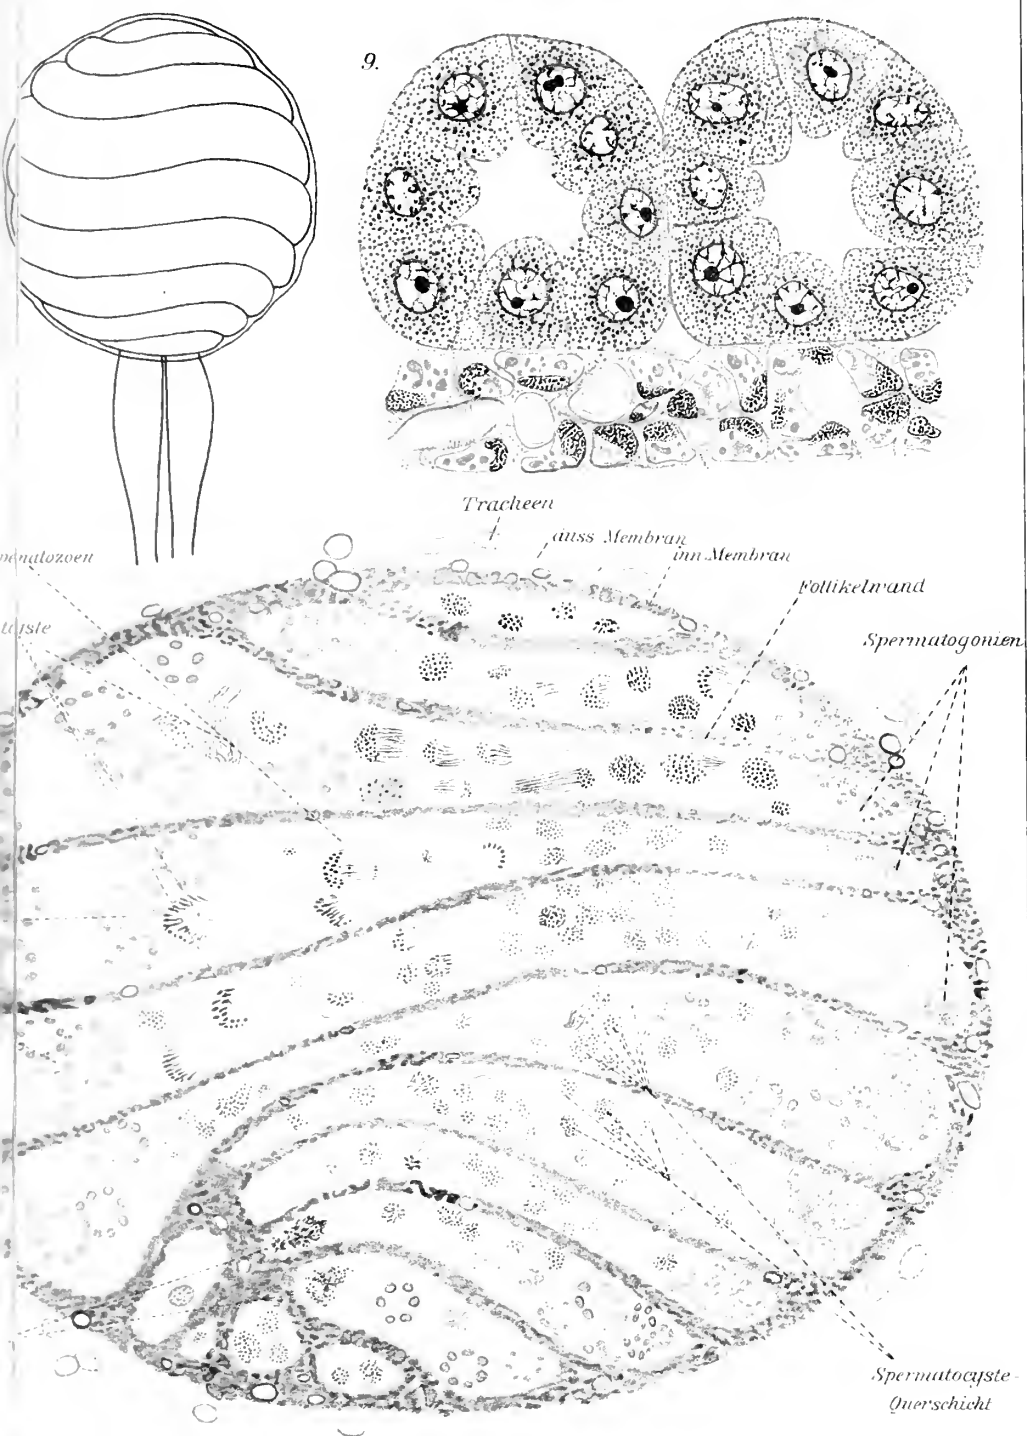 9.
Tracheen
äuss Membran
inn. Membran
Follikelwand
Spermatogonien
Spermatocyste-
Querschicht